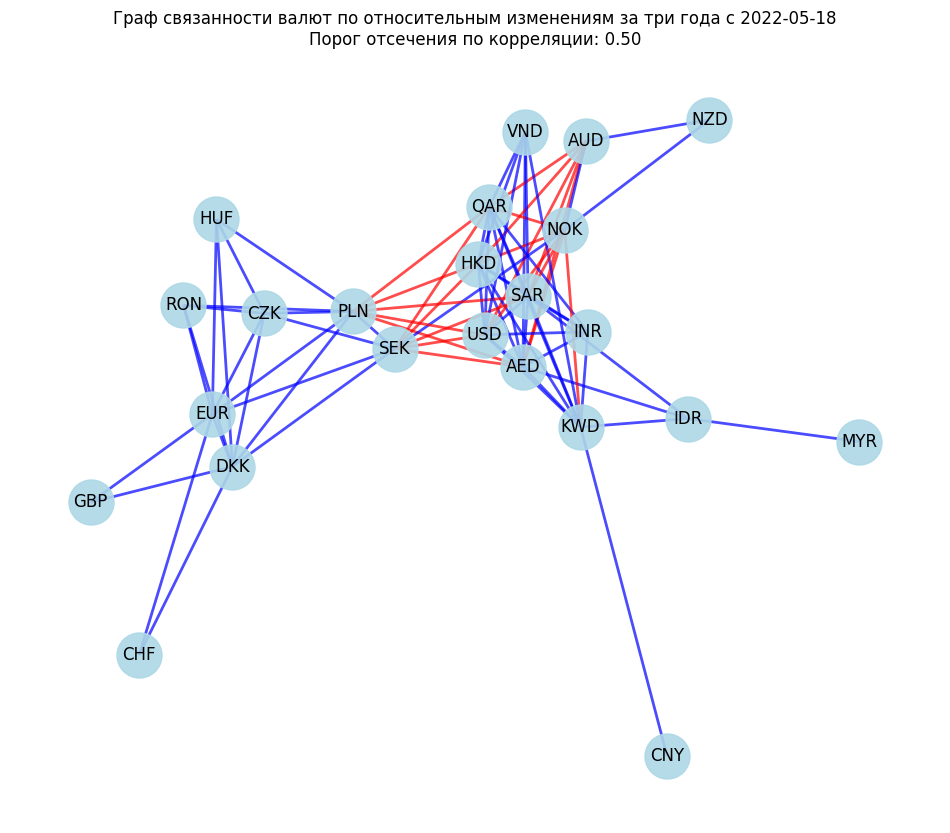 Граф связанности валют по относительным изменениям за три года с 2022-05-18
Порог отсечения по корреляции: 0.50
NZD
VND
AUD
QAR
HUF
NOK
HKD
SAR
RON
CZK
PLN
INR
USD
SEK
AED
EUR
IDR
KWD
MYR
DKK
GBP
CHF
CNY